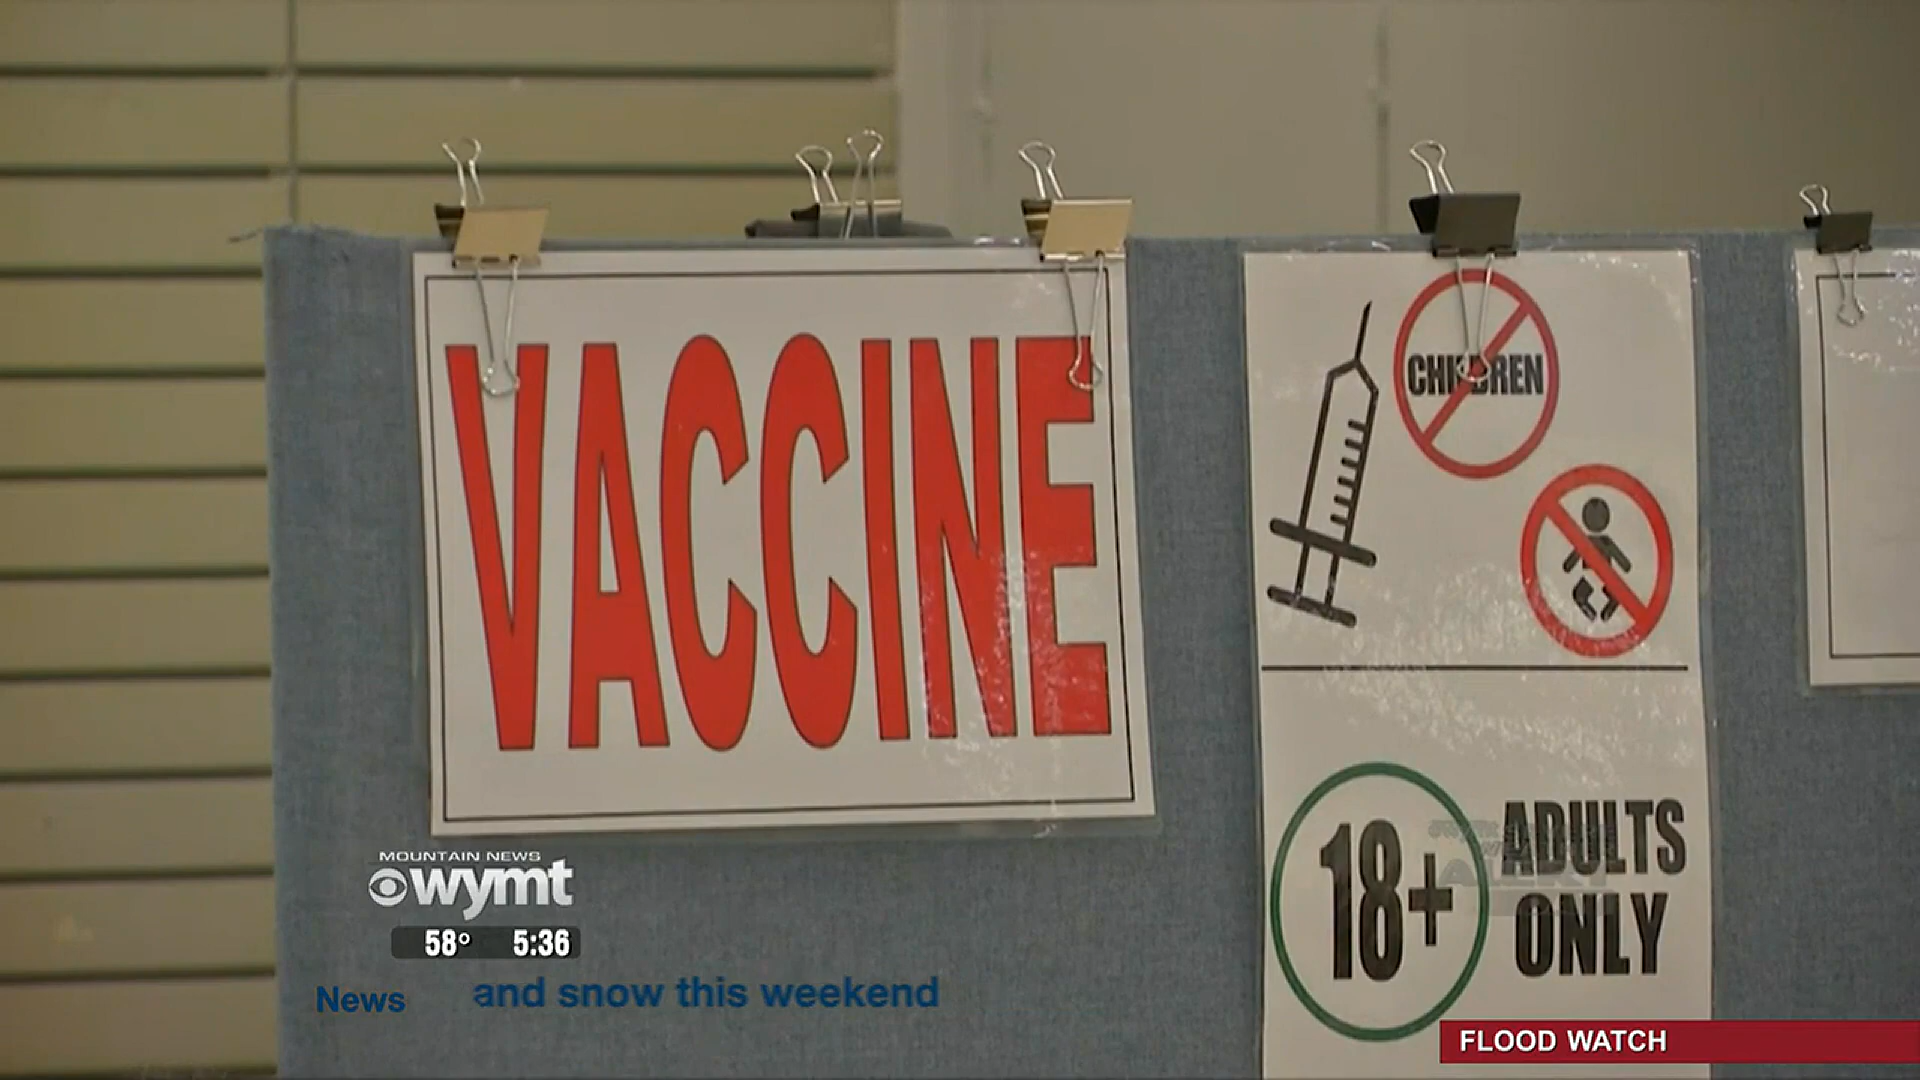 VACCINE
CHILDREN
18+
ADULTS
ONLY
MOUNTAIN NEWS
wymt
58° 5:36
News and snow this weekend
FLOOD WATCH